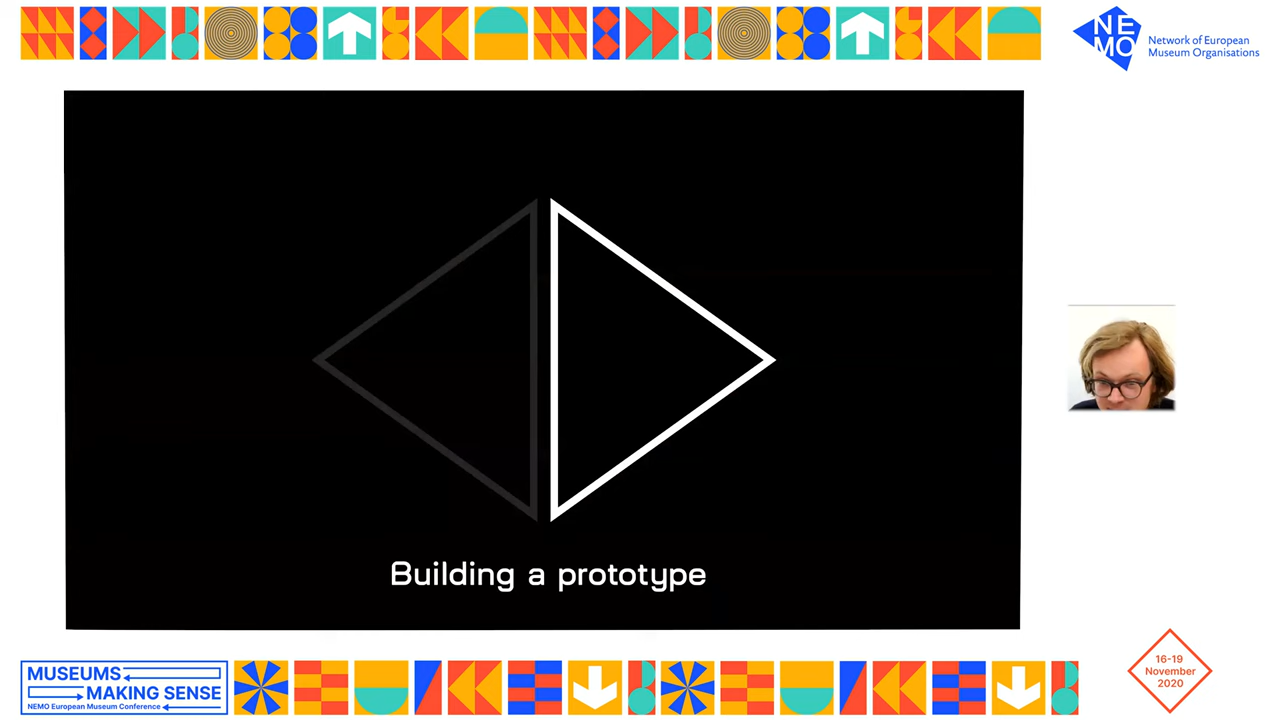 NE
MO
Network of European
Museum Organisations
Building a prototype
MUSEUMS
MAKING SENSE
NEMO European Museum Conference
16-19
November
2020